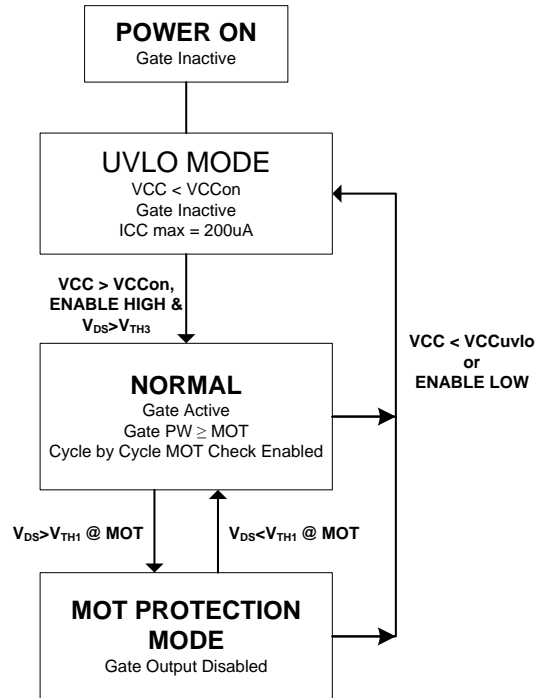 POWER ON
Gate Inactive
UVLO MODE
VCC < VCCon
Gate Inactive
ICC max = 200uA
VCC > VCCon,
ENABLE HIGH &
VDS>VTH3
VCC < VCCuvlo
or
ENABLE LOW
NORMAL
Gate Active
Gate PW ≥ MOT
Cycle by Cycle MOT Check Enabled
VDS>VTH1 @ MOT
VDS<VTH1 @ MOT
MOT PROTECTION
MODE
Gate Output Disabled